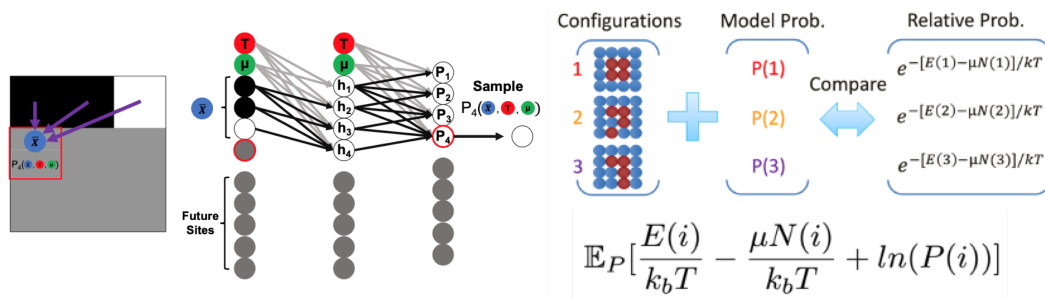 X̄
P₄(X̄, T, μ)
T
μ
X̄
Future
Sites
T
μ
h₁
h₂
h₃
h₄
P₁
P₂
P₃
P₄
Sample
P₄(X̄, T, μ)
Configurations
1
2
3
Model Prob.
P(1)
P(2)
P(3)
Compare
Relative Prob.
e^{-[E(1)-μN(1)]/kT}
e^{-[E(2)-μN(2)]/kT}
e^{-[E(3)-μN(3)]/kT}
𝔼_P[E(i)/k_bT − μN(i)/k_bT + ln(P(i))]